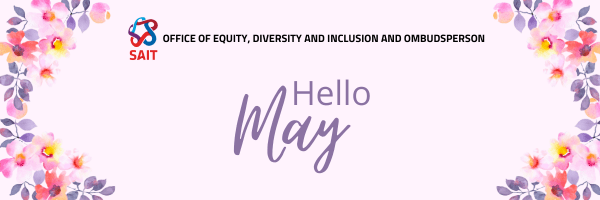 SAIT
OFFICE OF EQUITY, DIVERSITY AND INCLUSION AND OMBUDSPERSON
Hello
May